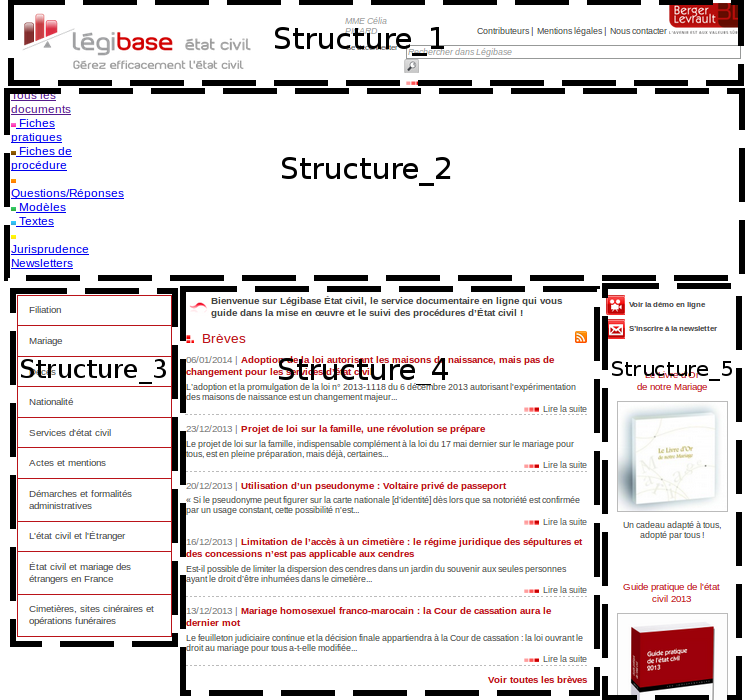 Berger
Levrault
L'AVENIR EST AUX VALEURS SÛRES
MME Célia
Structure_1
Contributeurs | Mentions légales | Nous contacter
légibase état civil
Rechercher dans Légibase
Gérez efficacement l'état civil
Tous les
documents
Fiches
pratiques
Fiches de
procédure
Questions/Réponses
Modèles
Textes
Jurisprudence
Newsletters
Structure_2
Filiation
Mariage
Structure_3
Nationalité
Services d'état civil
Actes et mentions
Démarches et formalités
administratives
L'état civil et l'Étranger
État civil et mariage des
étrangers en France
Cimetières, sites cinéraires et
opérations funéraires
Bienvenue sur Légibase État civil, le service documentaire en ligne qui vous
guide dans la mise en œuvre et le suivi des procédures d'État civil !
Brèves
06/01/2014 | Adoption de la loi autorisant les maisons de naissance, mais pas de
changement pour les services d'état civil
Structure_4
L'adoption et la promulgation de la loi n° 2013-1118 du 6 décembre 2013 autorisant l'expérimentation
des maisons de naissance est un changement majeur...
Lire la suite
23/12/2013 | Projet de loi sur la famille, une révolution se prépare
Le projet de loi sur la famille, indispensable complément à la loi du 17 mai dernier sur le mariage pour
tous, est en pleine préparation, mais déjà, certaines...
Lire la suite
20/12/2013 | Utilisation d'un pseudonyme : Voltaire privé de passeport
« Si le pseudonyme peut figurer sur la carte nationale [d'identité] dès lors que sa notoriété est confirmée
par un usage constant, cette possibilité n'est...
Lire la suite
16/12/2013 | Limitation de l'accès à un cimetière : le régime juridique des sépultures et
des concessions n'est pas applicable aux cendres
Est-il possible de limiter la dispersion des cendres dans un jardin du souvenir aux seules personnes
ayant le droit d'être inhumées dans le cimetière...
Lire la suite
13/12/2013 | Mariage homosexuel franco-marocain : la Cour de cassation aura le
dernier mot
Le feuilleton judiciaire continue et la décision finale appartiendra à la Cour de cassation : la loi ouvrant le
droit au mariage pour tous a-t-elle modifiée...
Lire la suite
Voir toutes les brèves
Voir la démo en ligne
S'inscrire à la newsletter
Structure_5
Le Livre d'Or
de notre Mariage
Le Livre d'Or
de notre Mariage
Un cadeau adapté à tous,
adopté par tous !
Guide pratique de l'état
civil 2013
Guide pratique
de l'état civil
2013